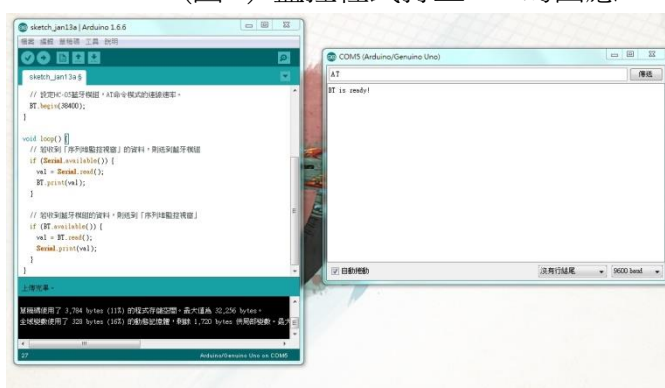 sketch_jan13a | Arduino 1.6.6
檔案 編輯 草稿碼 工具 說明
sketch_jan13a §
// 設定HC-05藍牙模組,AT命令模式的連線速率。
BT.begin(38400);
}
void loop() {
// 若收到「序列埠監控視窗」的資料,則送到藍牙模組
if (Serial.available()) {
val = Serial.read();
BT.print(val);
}
// 若收到藍牙模組的資料,則送到「序列埠監控視窗」
if (BT.available()) {
val = BT.read();
Serial.print(val);
}
}
上傳完畢。
草稿碼使用了 3,784 bytes (11%) 的程式存儲空間。最大值為 32,256 bytes。
全域變數使用了 328 bytes (16%) 的動態記憶體,剩餘 1,720 bytes 供局部變數。最大
27
Arduino/Genuino Uno on COM5
COM5 (Arduino/Genuino Uno)
AT
傳送
BT is ready!
自動捲動
沒有行結尾
9600 baud